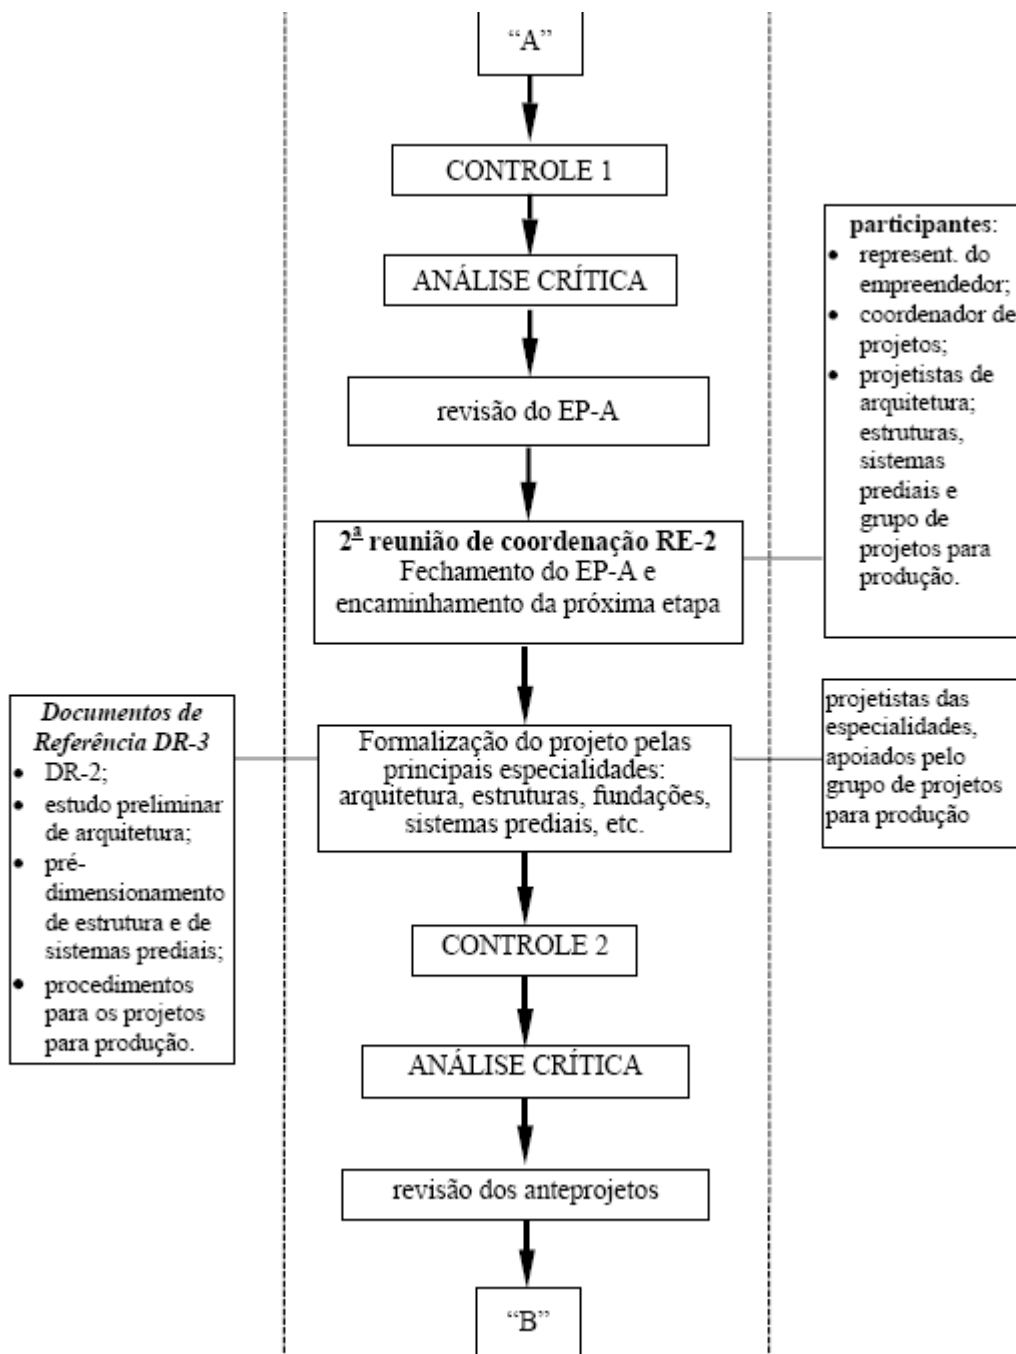 “A”
CONTROLE 1
ANÁLISE CRÍTICA
revisão do EP-A
2ª reunião de coordenação RE-2
Fechamento do EP-A e
encaminhamento da próxima etapa
participantes:
• represent. do
empreendedor;
• coordenador de
projetos;
• projetistas de
arquitetura;
estruturas,
sistemas
prediais e
grupo de
projetos para
produção.
Documentos de
Referência DR-3
• DR-2;
• estudo preliminar
de arquitetura;
• pré-
dimensionamento
de estrutura e de
sistemas prediais;
• procedimentos
para os projetos
para produção.
Formalização do projeto pelas
principais especialidades:
arquitetura, estruturas, fundações,
sistemas prediais, etc.
projetistas das
especialidades,
apoiados pelo
grupo de projetos
para produção
CONTROLE 2
ANÁLISE CRÍTICA
revisão dos anteprojetos
“B”